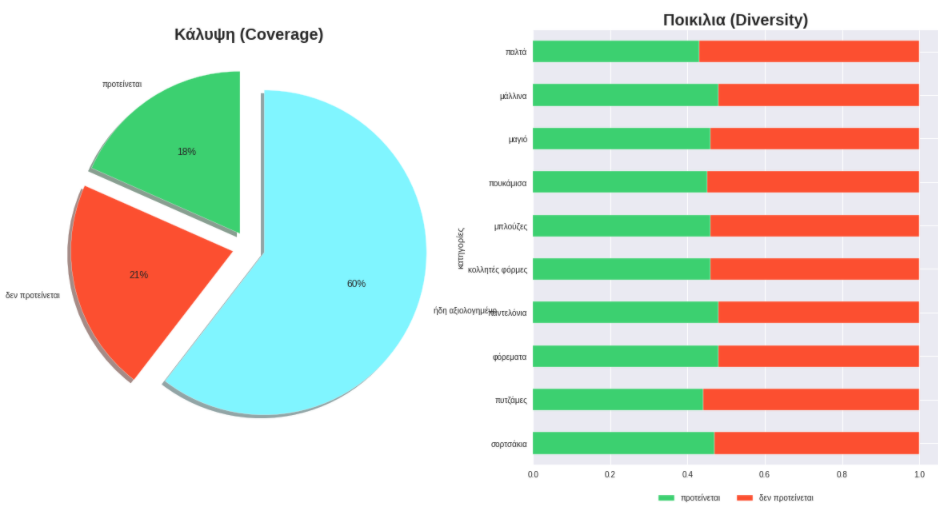 Κάλυψη (Coverage)
προτείνεται
18%
21%
δεν προτείνεται
60%
ήδη αξιολογημένα
Ποικιλια (Diversity)
κατηγορίες
παλτά
μάλλινα
μαγιό
πουκάμισα
μπλούζες
κολλητές φόρμες
παντελόνια
φόρεματα
πυτζάμες
σορτσάκια
0.0 0.2 0.4 0.6 0.8 1.0
προτείνεται δεν προτείνεται